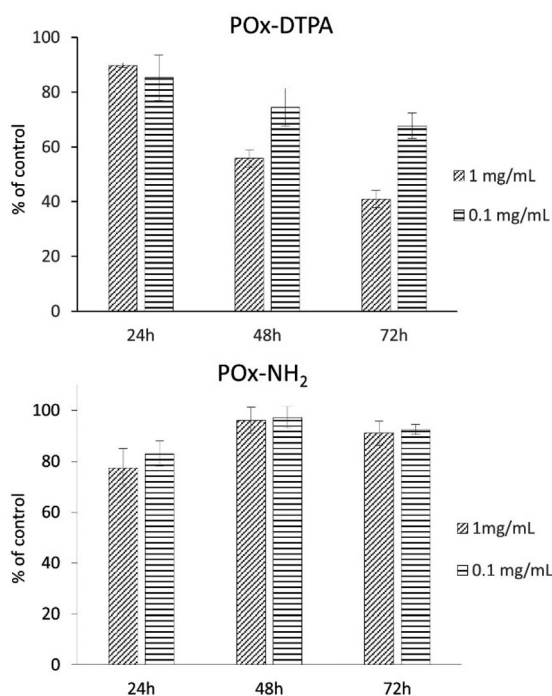 POx-DTPA
100
80
60
40
20
0
% of control
24h 48h 72h
1 mg/mL
0.1 mg/mL
POx-NH₂
100
80
60
40
20
0
% of control
24h 48h 72h
1mg/mL
0.1 mg/mL